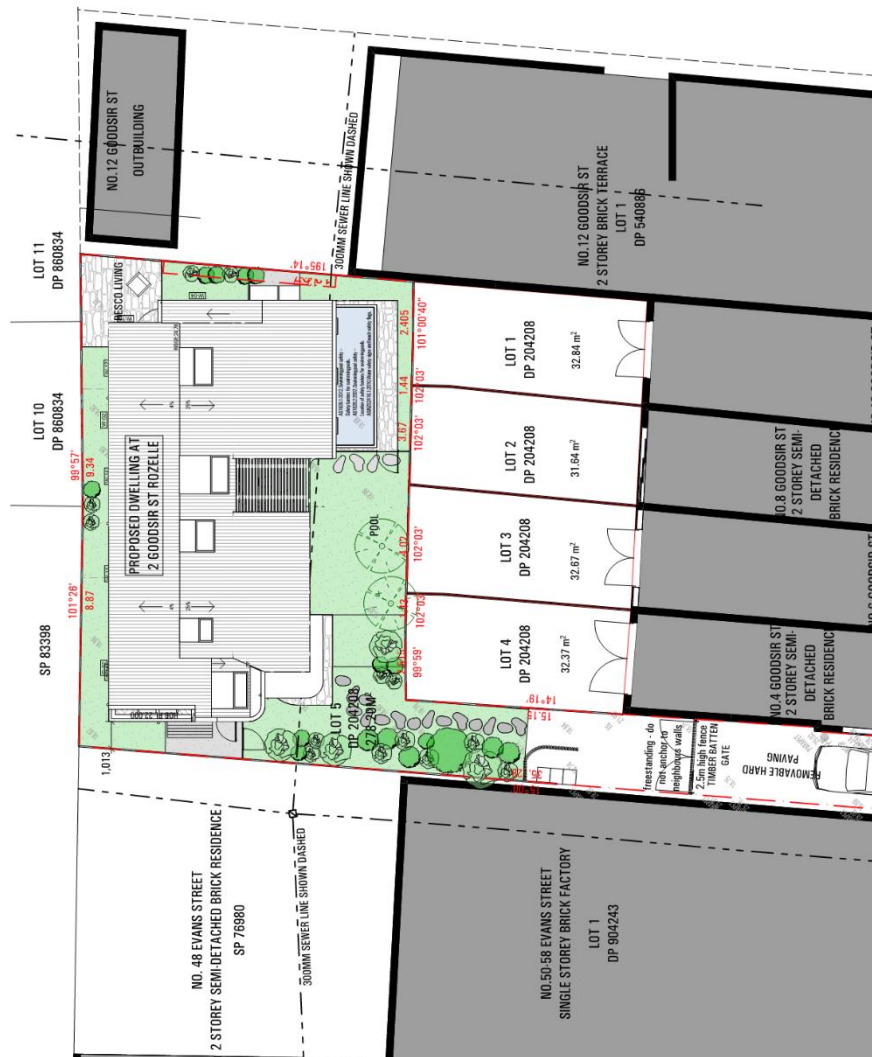 NO.12 GOODSIR ST
OUTBUILDING
300MM SEWER LINE SHOWN DASHED
NO.12 GOODSIR ST
2 STOREY BRICK TERRACE
LOT 1
DP 540886
LOT 11
DP 860834
LOT 10
DP 860834
SP 83398
RESCO LIVING
195°14'
PROPOSED DWELLING AT
2 GOODSIR ST ROZELLE
99°57'
9.34
101°26'
8.87
2.405
101°00'40"
1.44
102°03'
3.67
102°03'
102°03'
102°03'
99°59'
POOL
LOT 1
DP 204208
32.84 m²
LOT 2
DP 204208
31.64 m²
LOT 3
DP 204208
32.67 m²
LOT 4
DP 204208
32.37 m²
NO.8 GOODSIR ST
2 STOREY SEMI-
DETACHED
BRICK RESIDENCE
NO.4 GOODSIR ST
2 STOREY SEMI-
DETACHED
BRICK RESIDENCE
1,013
LOT 5
DP 204208
14°19'
15.15
freestanding - do
not anchor to
neighbours walls
2.5m high fence
TIMBER BATTEN
GATE
REMOVABLE HARD
PAVING
NO. 48 EVANS STREET
2 STOREY SEMI-DETACHED BRICK RESIDENCE
SP 76980
300MM SEWER LINE SHOWN DASHED
NO.50-58 EVANS STREET
SINGLE STOREY BRICK FACTORY
LOT 1
DP 904243